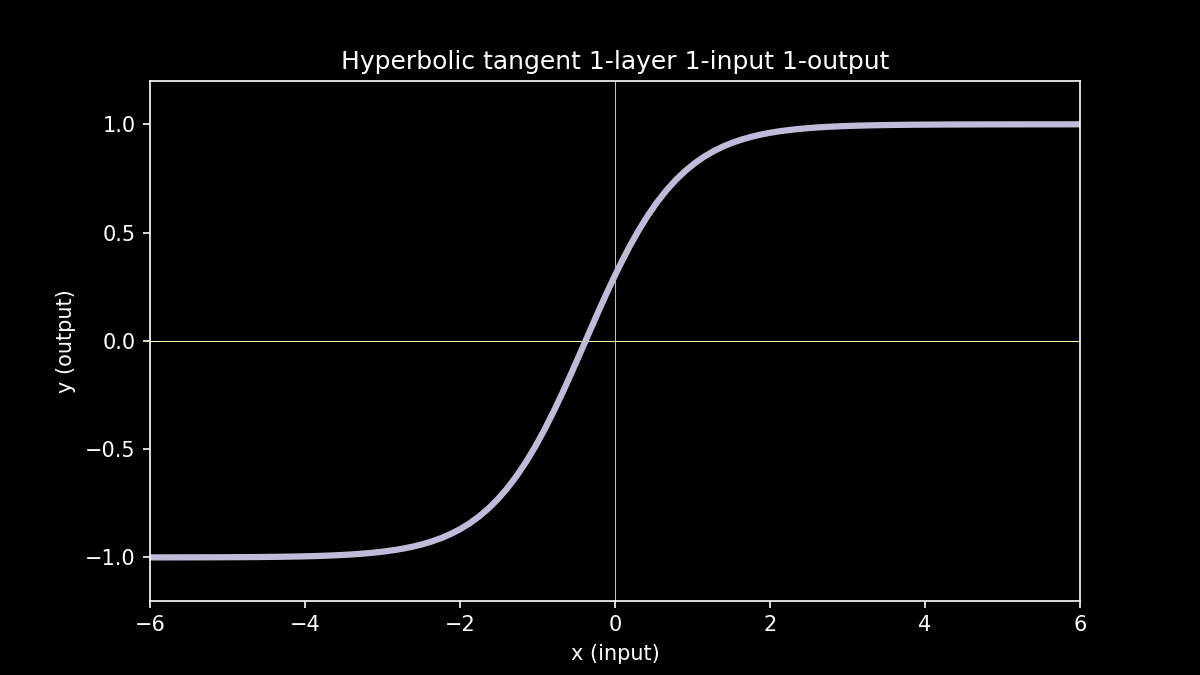 Hyperbolic tangent 1-layer 1-input 1-output
1.0
0.5
0.0
−0.5
−1.0
y (output)
−6 −4 −2 0 2 4 6
x (input)